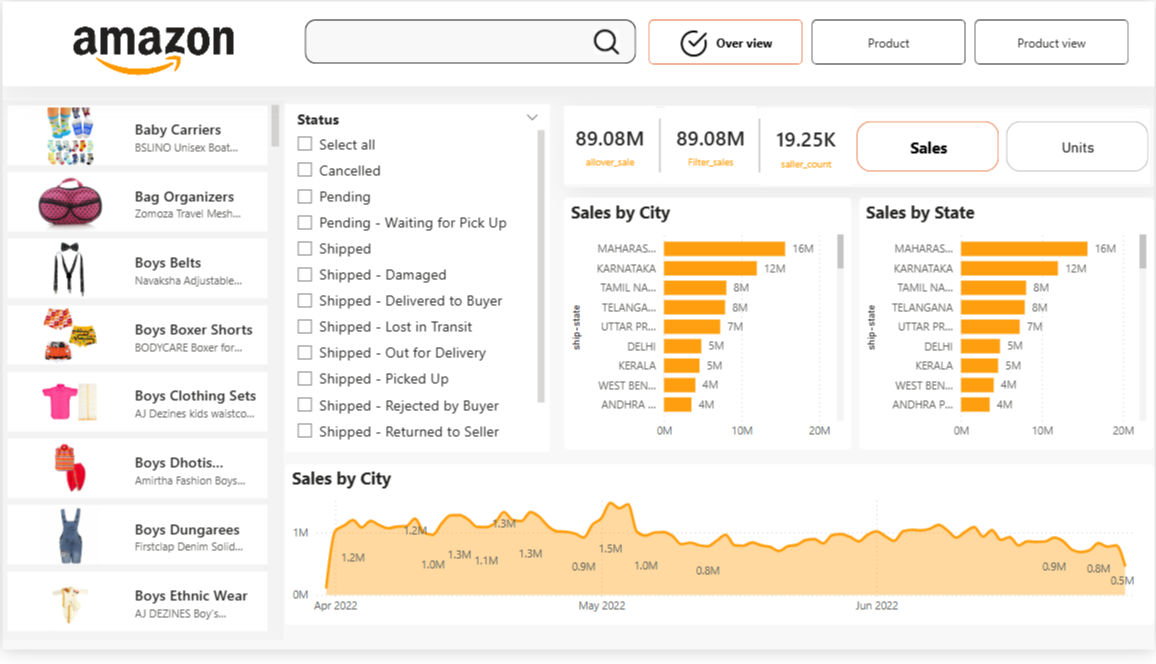 amazon
Over view
Product
Product view
Baby Carriers
BSLINO Unisex Boat...
Bag Organizers
Zomoza Travel Mesh...
Boys Belts
Navaksha Adjustable...
Boys Boxer Shorts
BODYCARE Boxer for...
Boys Clothing Sets
AJ Dezines kids waistco...
Boys Dhotis...
Amirtha Fashion Boys...
Boys Dungarees
Firstclap Denim Solid...
Boys Ethnic Wear
AJ DEZINES Boy's...
Status
Select all
Cancelled
Pending
Pending - Waiting for Pick Up
Shipped
Shipped - Damaged
Shipped - Delivered to Buyer
Shipped - Lost in Transit
Shipped - Out for Delivery
Shipped - Picked Up
Shipped - Rejected by Buyer
Shipped - Returned to Seller
89.08M
allover_sale
89.08M
Filter_sales
19.25K
saller_count
Sales
Units
Sales by City
ship-state
MAHARAS... 16M
KARNATAKA 12M
TAMIL NA... 8M
TELANGA... 8M
UTTAR PR... 7M
DELHI 5M
KERALA 5M
WEST BEN... 4M
ANDHRA ... 4M
0M 10M 20M
Sales by State
ship-state
MAHARAS... 16M
KARNATAKA 12M
TAMIL NA... 8M
TELANGANA 8M
UTTAR PR... 7M
DELHI 5M
KERALA 5M
WEST BEN... 4M
ANDHRA P... 4M
0M 10M 20M
Sales by City
1M
0M
1.2M
1.2M
1.0M
1.3M
1.1M
1.3M
1.3M
0.9M
1.5M
1.0M
0.8M
0.9M
0.8M
0.5M
Apr 2022 May 2022 Jun 2022